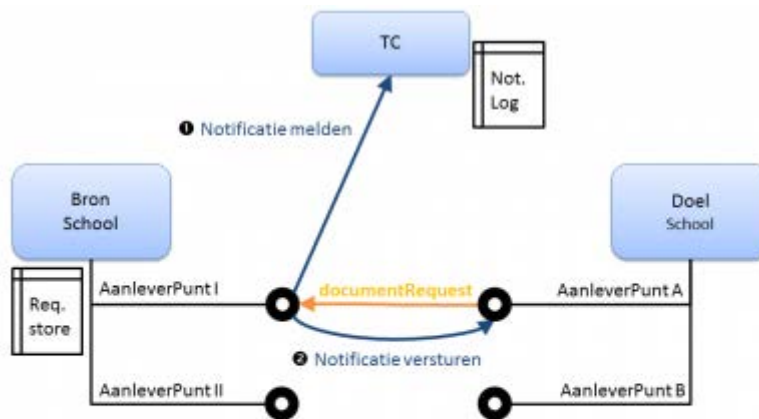 TC
Not.
Log
❶ Notificatie melden
Bron
School
Doel
School
Req.
store
AanleverPunt I
documentRequest
AanleverPunt A
❷ Notificatie versturen
AanleverPunt II
AanleverPunt B